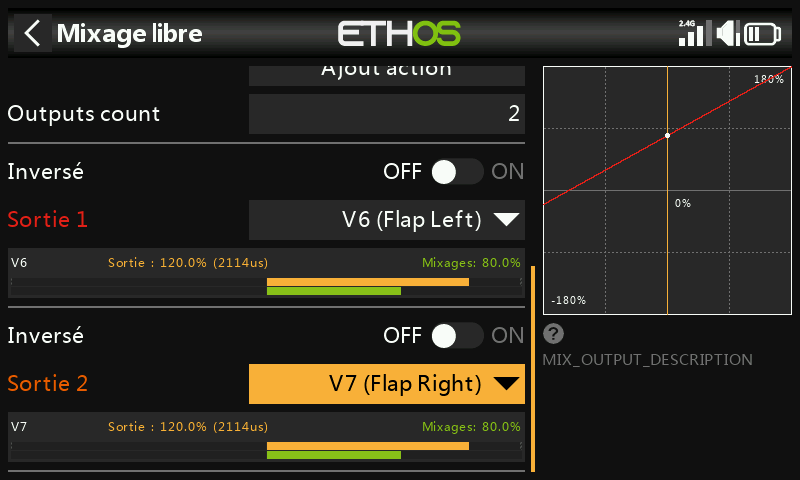 Mixage libre
ETHOS
2.4G
Ajout action
Outputs count
2
Inversé
OFF
ON
Sortie 1
V6 (Flap Left)
V6
Sortie : 120.0% (2114us)
Mixages: 80.0%
Inversé
OFF
ON
Sortie 2
V7 (Flap Right)
V7
Sortie : 120.0% (2114us)
Mixages: 80.0%
180%
0%
-180%
?
MIX_OUTPUT_DESCRIPTION